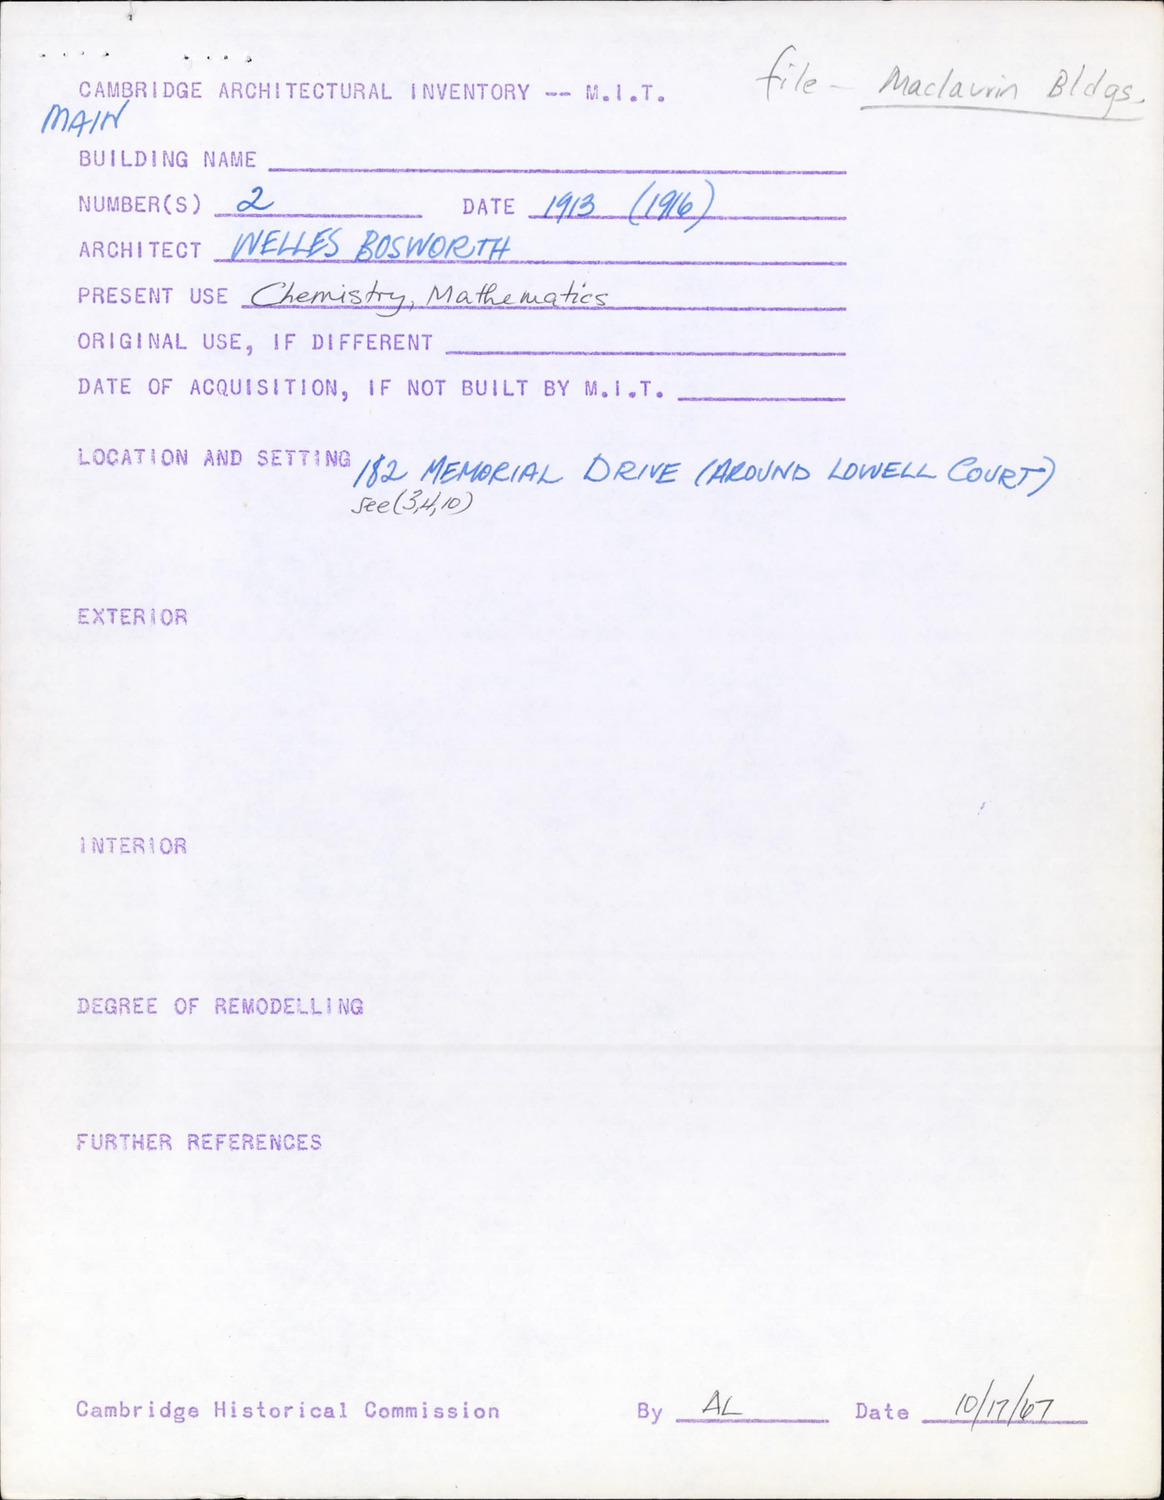 file - Maclaurin Bldgs.
CAMBRIDGE ARCHITECTURAL INVENTORY -- M.I.T.
MAIN
BUILDING NAME
NUMBER(S) 2 DATE 1913 (1916)
ARCHITECT WELLES BOSWORTH
PRESENT USE Chemistry, Mathematics
ORIGINAL USE, IF DIFFERENT
DATE OF ACQUISITION, IF NOT BUILT BY M.I.T.
LOCATION AND SETTING 182 MEMORIAL DRIVE (AROUND LOWELL COURT)
see (3,4,10)
EXTERIOR
INTERIOR
DEGREE OF REMODELLING
FURTHER REFERENCES
Cambridge Historical Commission By AL Date 10/17/67